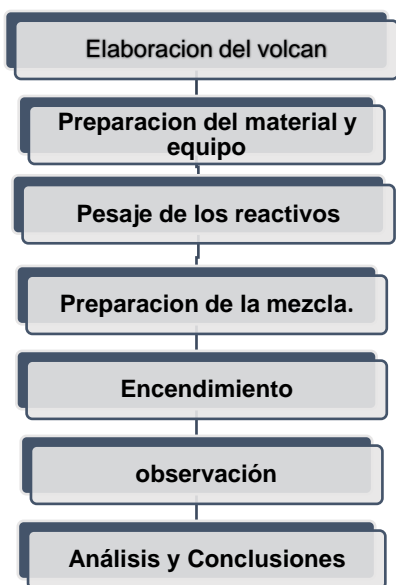 Elaboracion del volcan
Preparacion del material y
equipo
Pesaje de los reactivos
Preparacion de la mezcla.
Encendimiento
observación
Análisis y Conclusiones